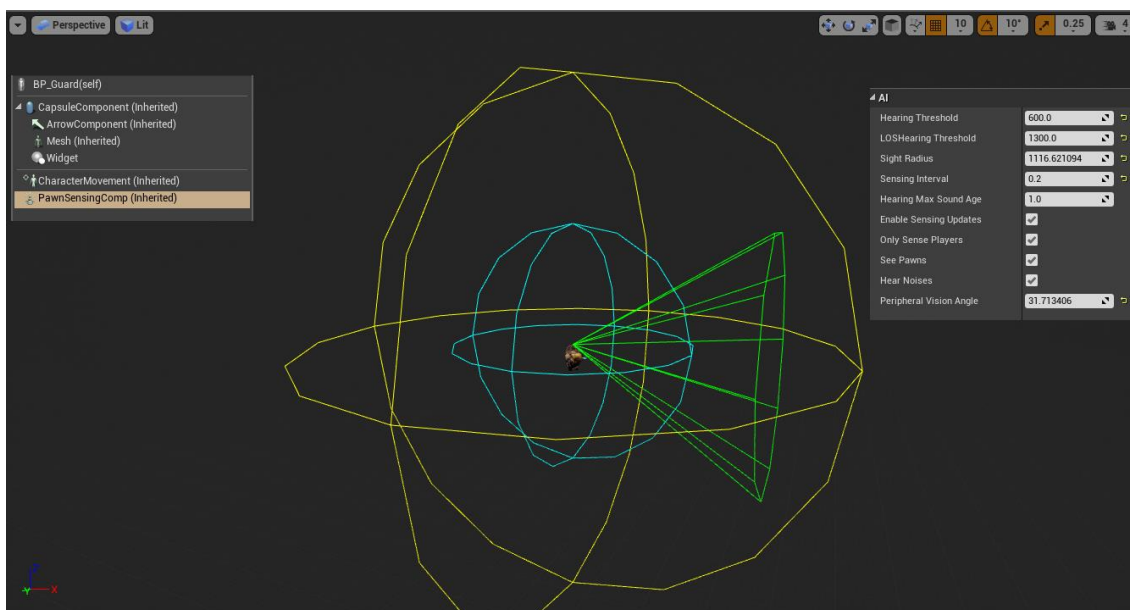 Perspective
Lit
10
10°
0.25
4
BP_Guard(self)
CapsuleComponent (Inherited)
ArrowComponent (Inherited)
Mesh (Inherited)
Widget
CharacterMovement (Inherited)
PawnSensingComp (Inherited)
AI
Hearing Threshold 600.0
LOSHearing Threshold 1300.0
Sight Radius 1116.621094
Sensing Interval 0.2
Hearing Max Sound Age 1.0
Enable Sensing Updates
Only Sense Players
See Pawns
Hear Noises
Peripheral Vision Angle 31.713406
Z
Y
X